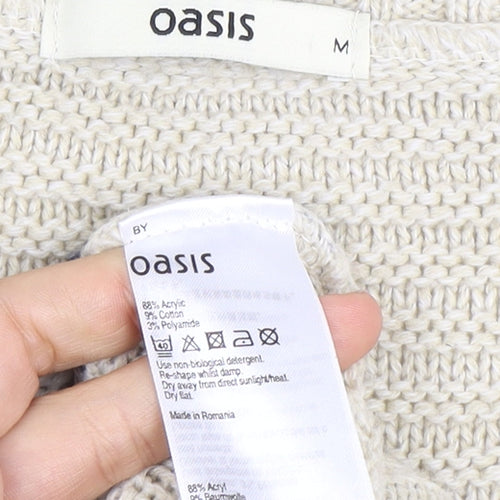 oasis
M
BY
oasis
88% Acrylic
9% Cotton
3% Polyamide
40
Use non-biological detergent.
Re-shape whilst damp.
Dry away from direct sunlight/heat.
Dry flat.
Made in Romania
88% Acryl
9% Baumwolle